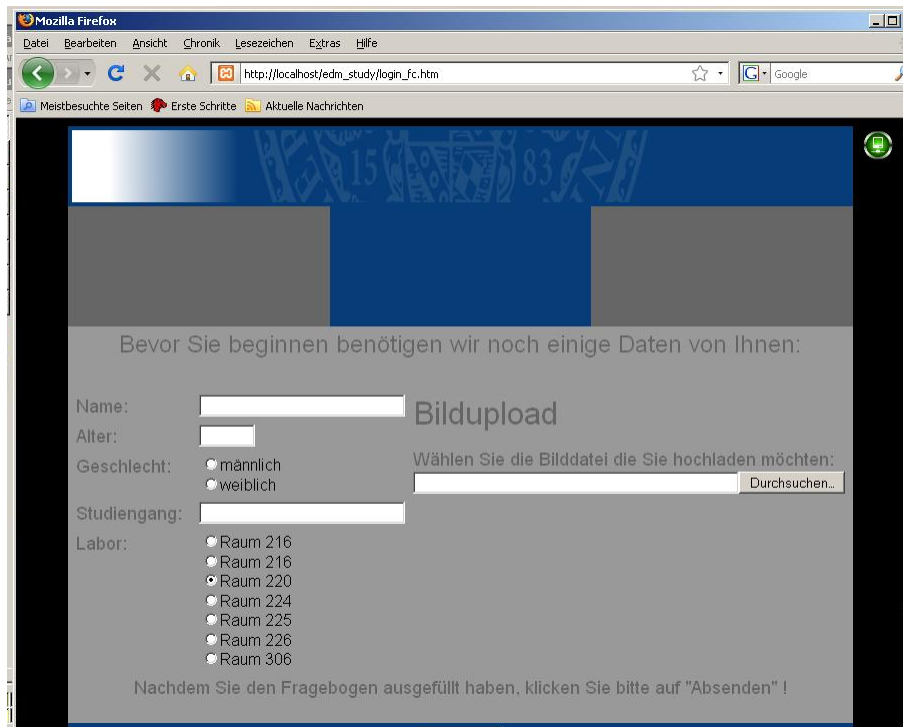 Mozilla Firefox
Datei Bearbeiten Ansicht Chronik Lesezeichen Extras Hilfe
http://localhost/edm_study/login_fc.htm
G Google
Meistbesuchte Seiten Erste Schritte Aktuelle Nachrichten
15 83
Bevor Sie beginnen benötigen wir noch einige Daten von Ihnen:
Name:
Alter:
Geschlecht:
männlich
weiblich
Studiengang:
Labor:
Raum 216
Raum 216
Raum 220
Raum 224
Raum 225
Raum 226
Raum 306
Bildupload
Wählen Sie die Bilddatei die Sie hochladen möchten:
Durchsuchen...
Nachdem Sie den Fragebogen ausgefüllt haben, klicken Sie bitte auf "Absenden" !